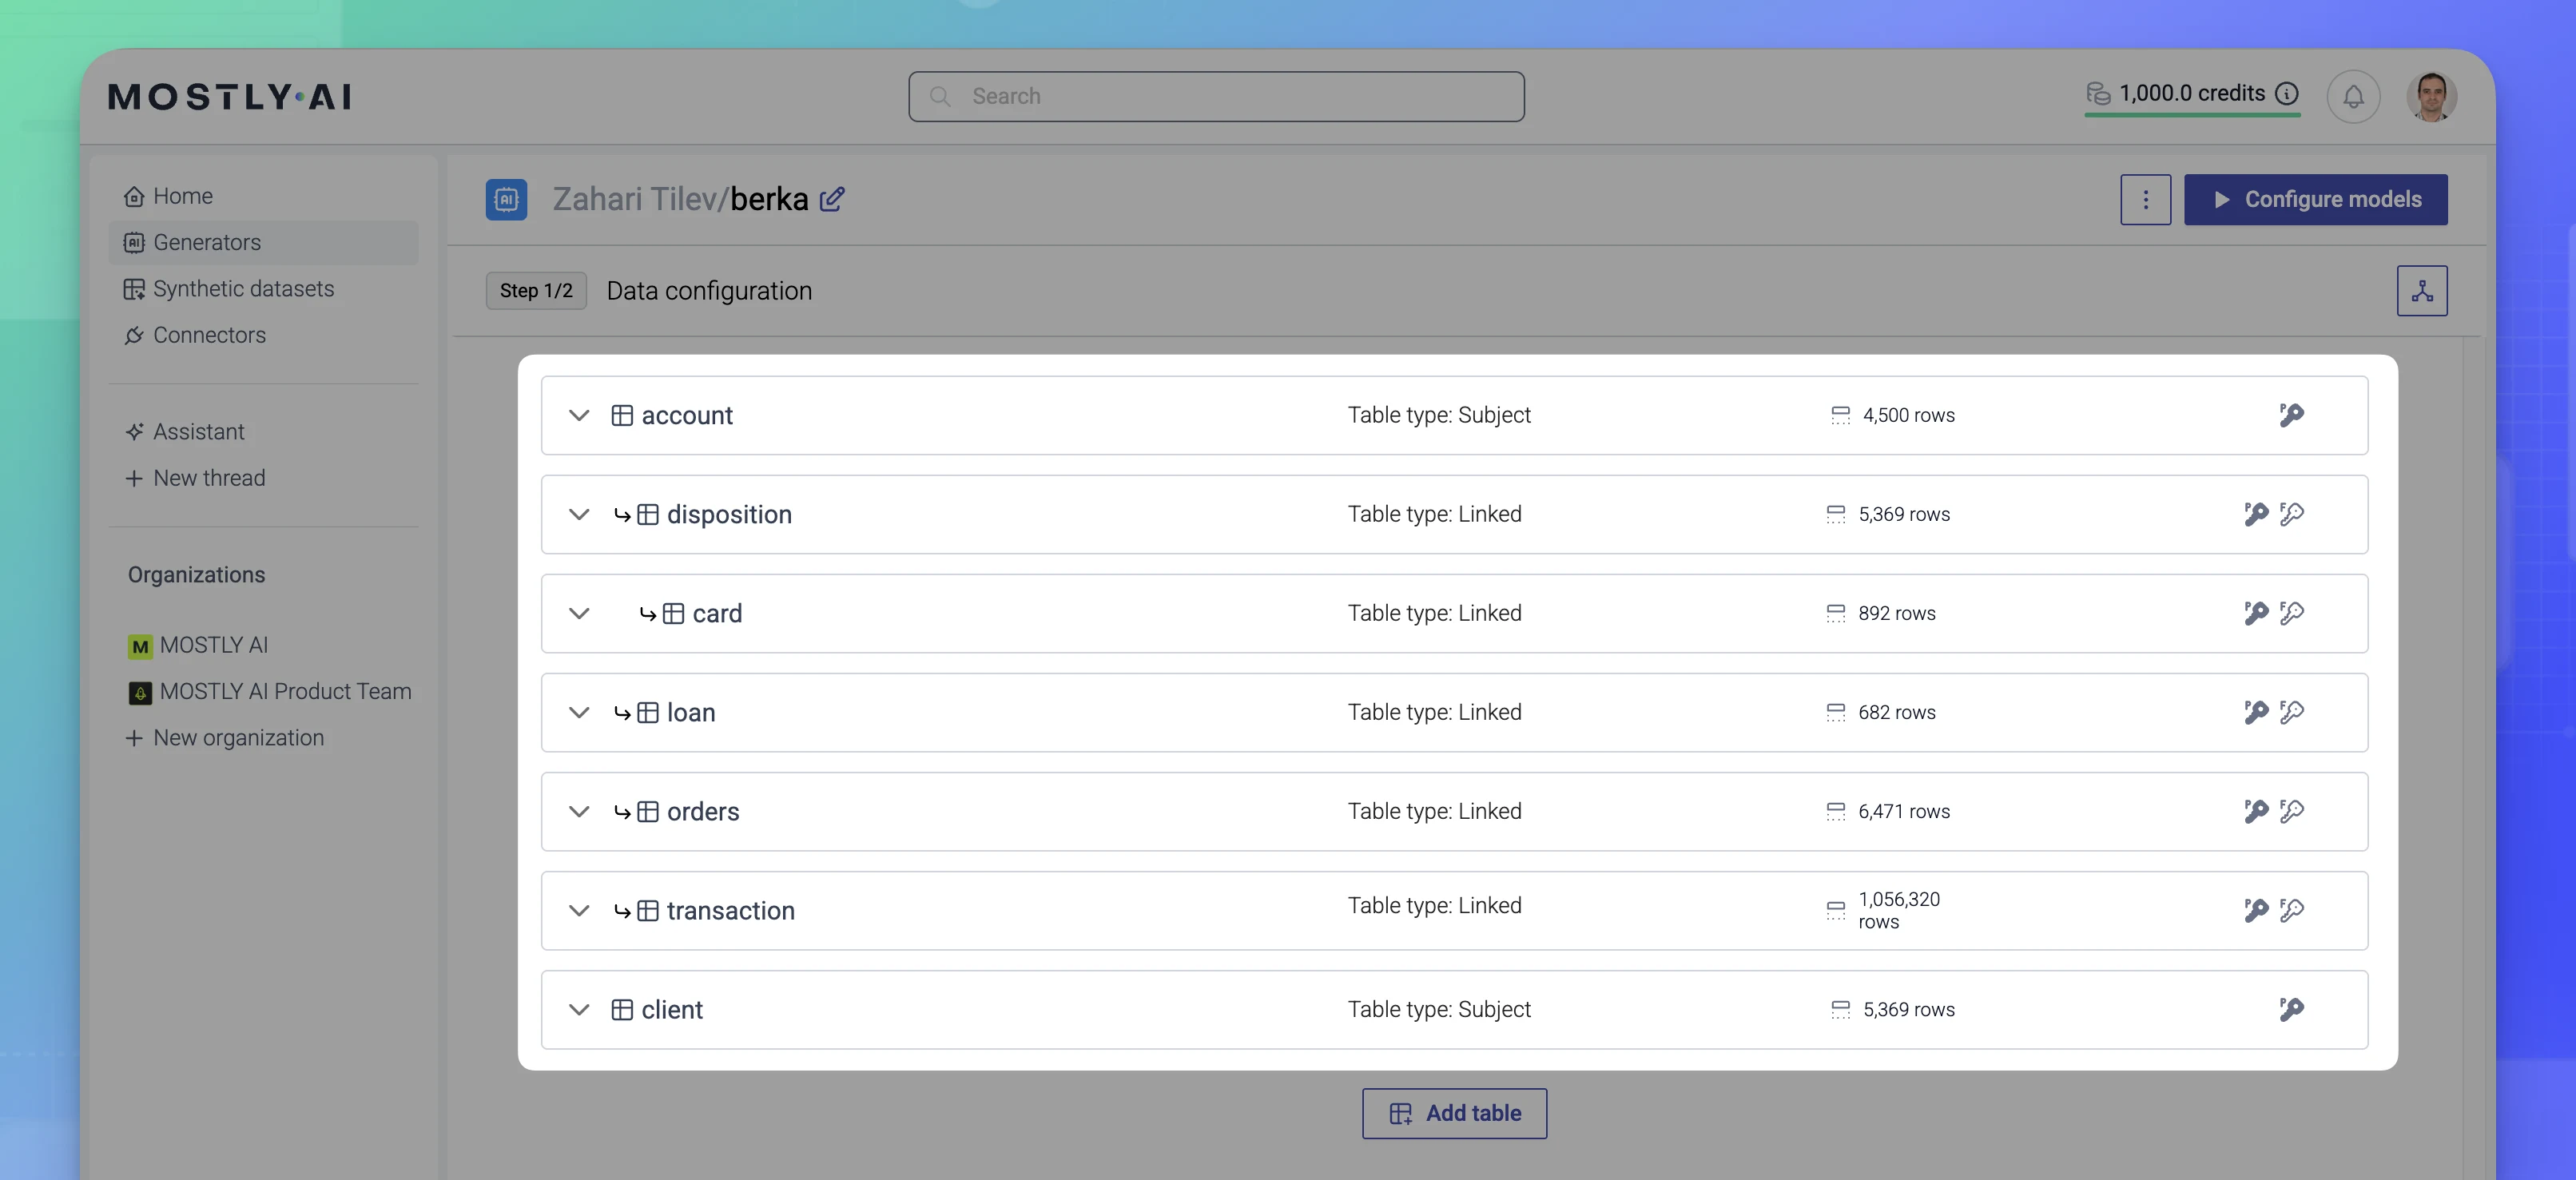 MOSTLY·AI
Search
1,000.0 credits
Home
Generators
Synthetic datasets
Connectors
Assistant
New thread
Organizations
M MOSTLY AI
MOSTLY AI Product Team
New organization
AI Zahari Tilev/berka
Configure models
Step 1/2 Data configuration
account Table type: Subject 4,500 rows P
disposition Table type: Linked 5,369 rows P F
card Table type: Linked 892 rows P F
loan Table type: Linked 682 rows P F
orders Table type: Linked 6,471 rows P F
transaction Table type: Linked 1,056,320
rows P F
client Table type: Subject 5,369 rows P
Add table